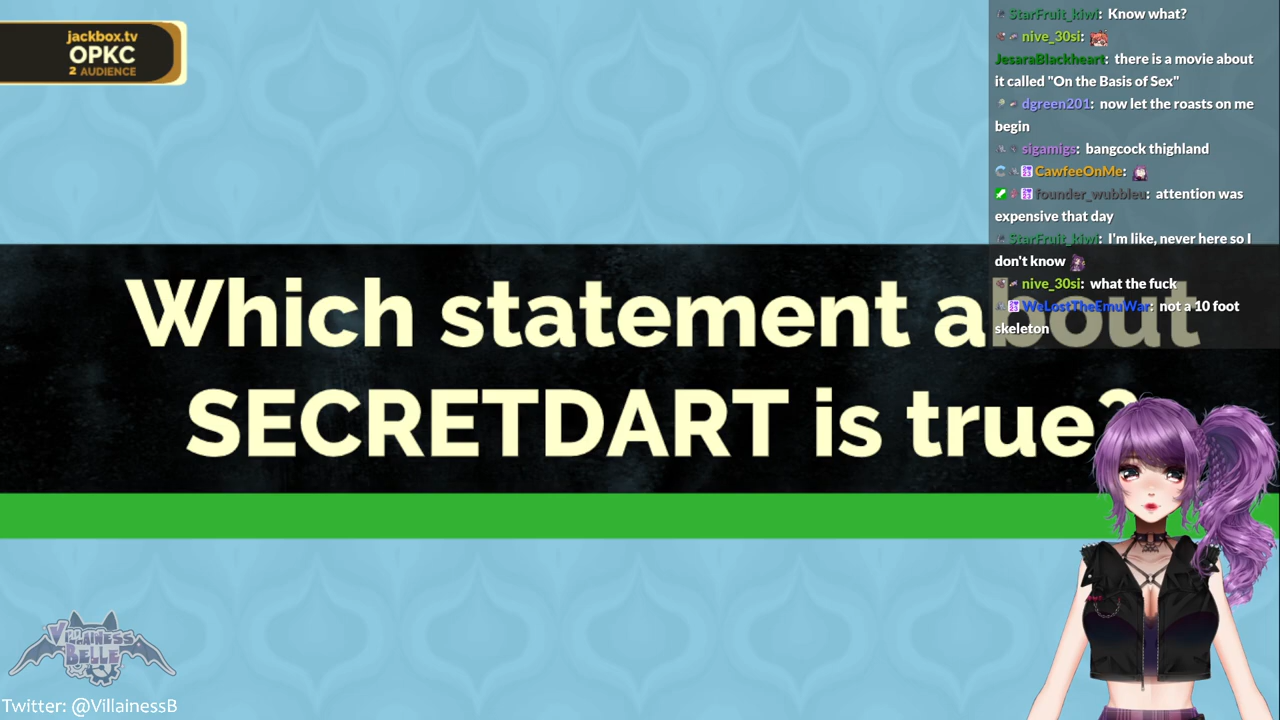 jackbox.tv
OPKC
2 AUDIENCE
StarFruit_kiwi: Know what?
nive_30si:
JesaraBlackheart: there is a movie about
it called "On the Basis of Sex"
dgreen201: now let the roasts on me
begin
sigamigs: bangcock thighland
CawfeeOnMe:
founder_wubbleu: attention was
expensive that day
StarFruit_kiwi: I'm like, never here so I
don't know
nive_30si: what the fuck
WeLostTheEmuWar: not a 10 foot
skeleton
Which statement about
SECRETDART is true?
VILLAINESS
BELLE
Twitter: @VillainessB